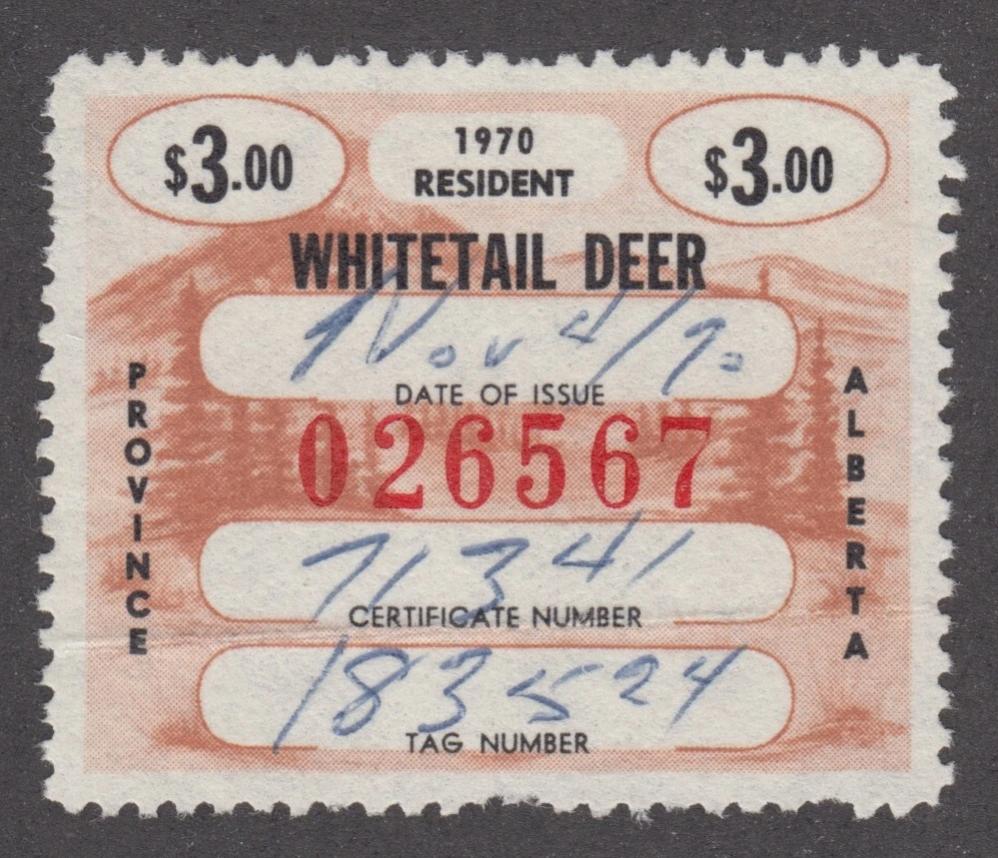 $3.00 1970 $3.00
RESIDENT
WHITETAIL DEER
Nov 4/70
DATE OF ISSUE
026567
71341
CERTIFICATE NUMBER
183524
TAG NUMBER
PROVINCE
ALBERTA